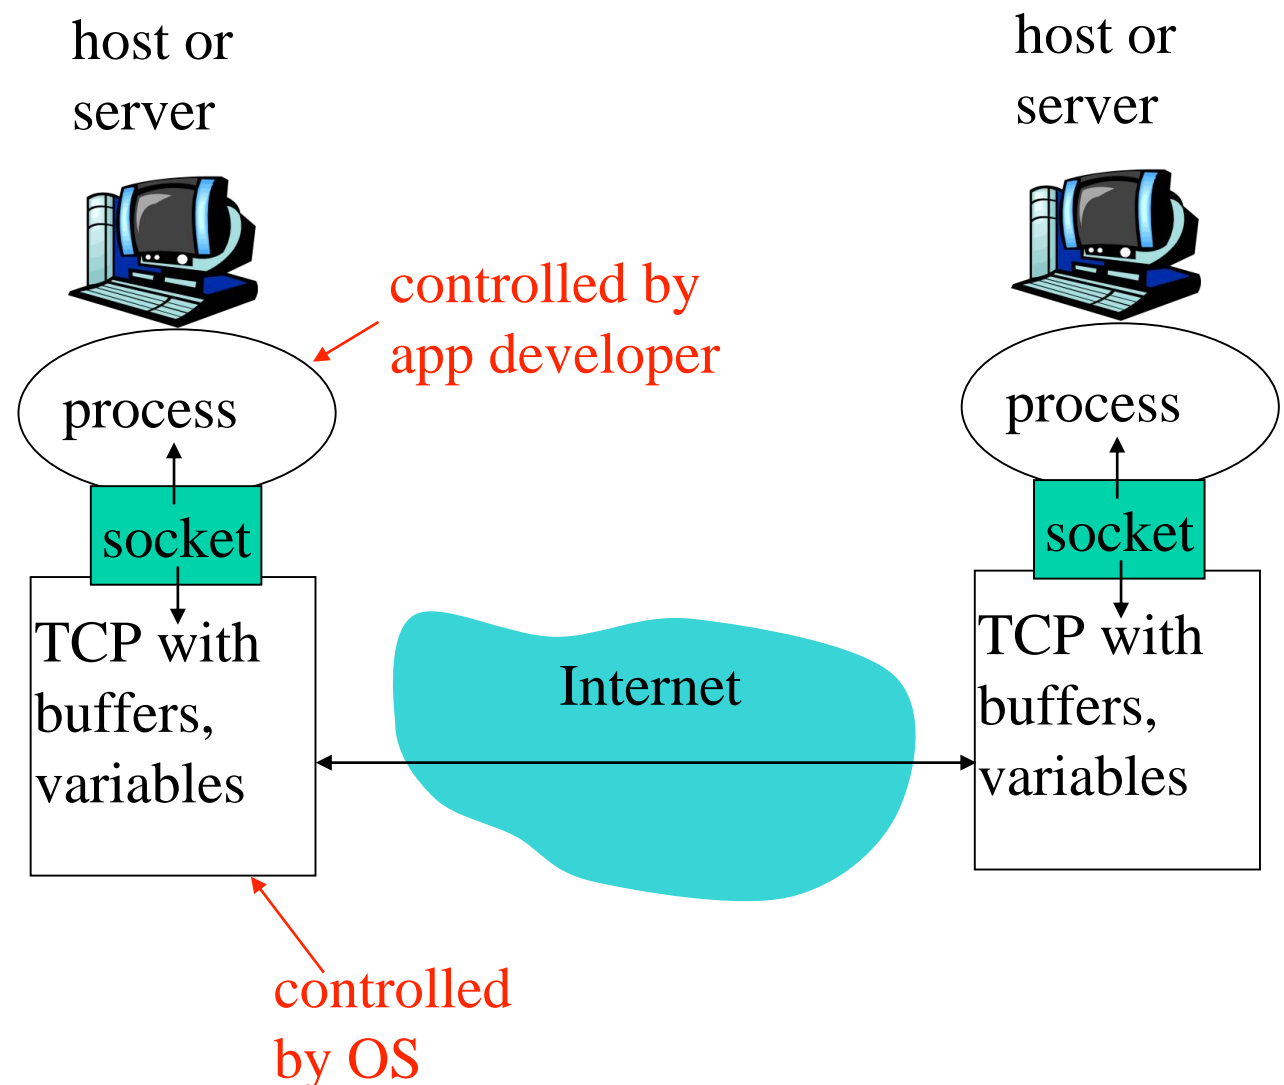 host or
server
host or
server
controlled by
app developer
process
process
socket
socket
TCP with
buffers,
variables
Internet
TCP with
buffers,
variables
controlled
by OS